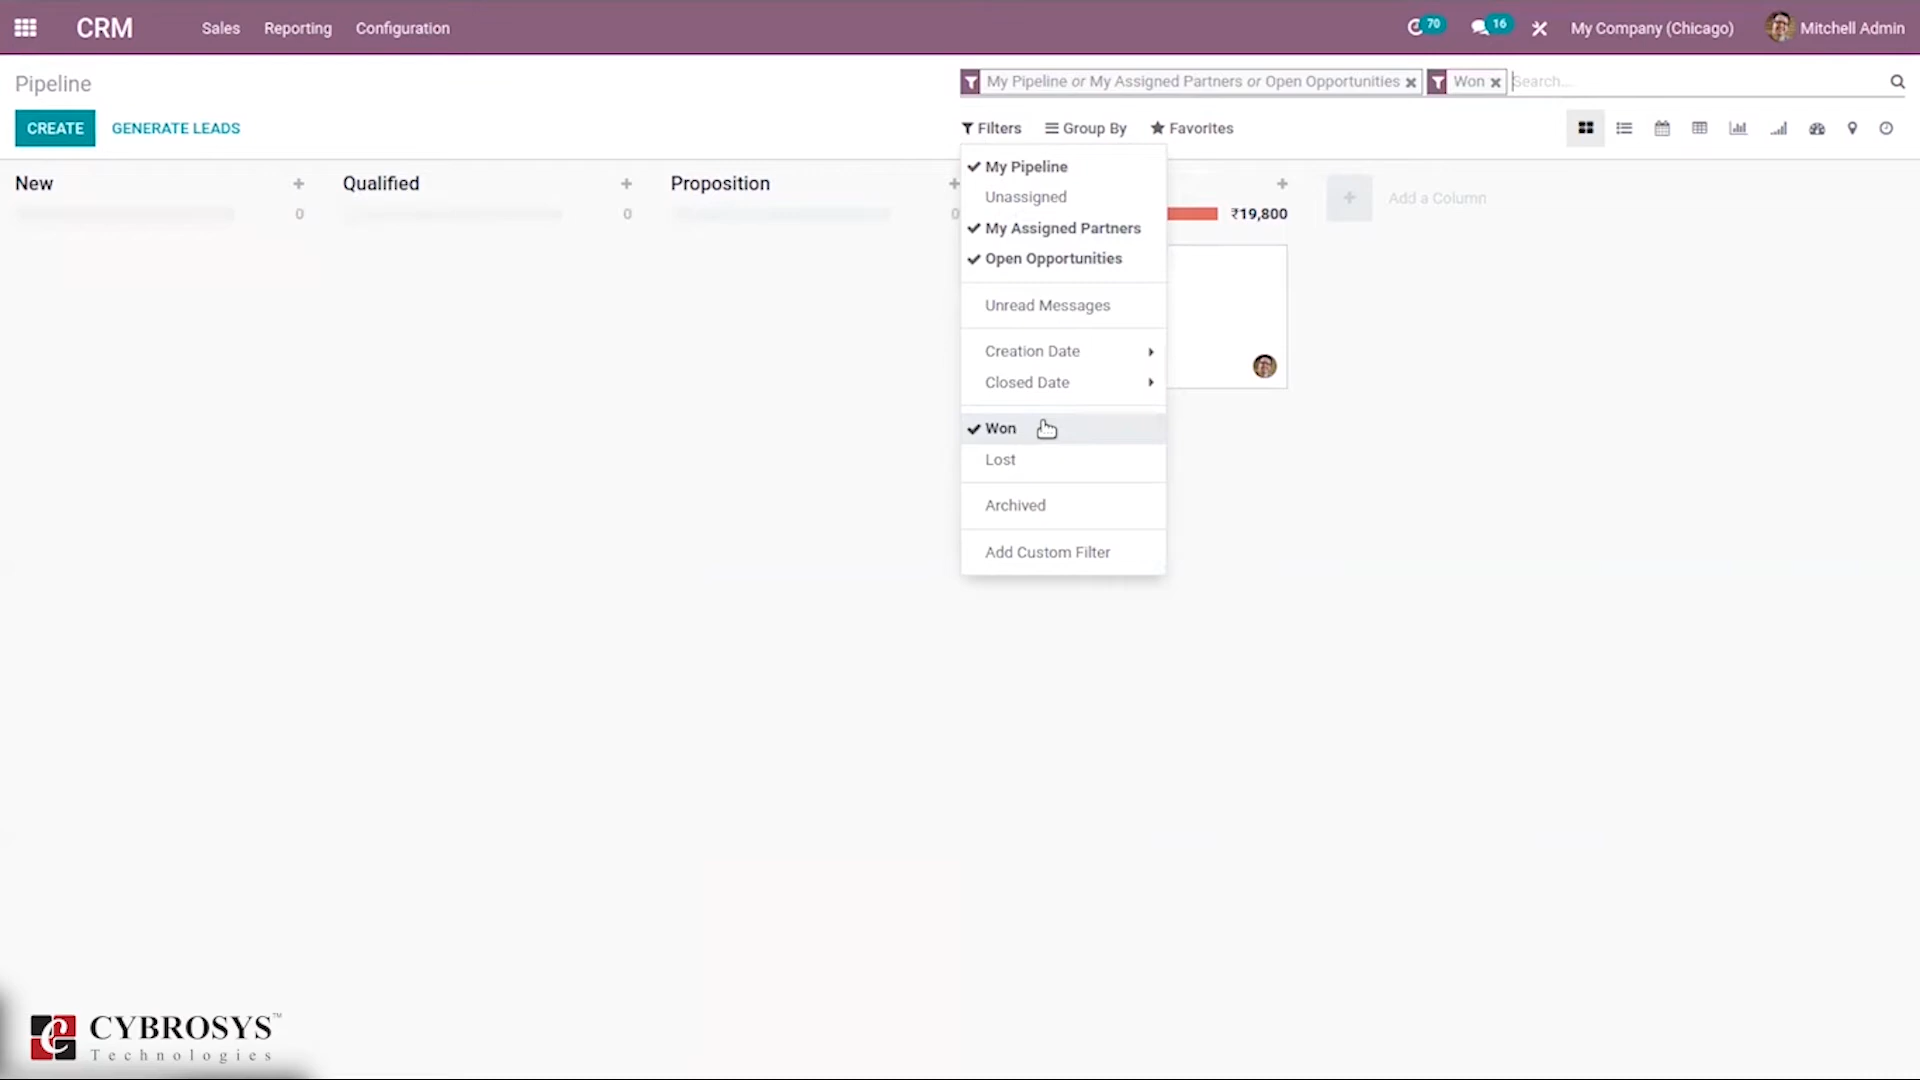 CRM Sales Reporting Configuration 70 16 My Company (Chicago) Mitchell Admin
Pipeline
My Pipeline or My Assigned Partners or Open Opportunities Won Search...
CREATE GENERATE LEADS
Filters Group By Favorites
New
0
Qualified
0
Proposition
0
₹19,800
Add a Column
My Pipeline
Unassigned
My Assigned Partners
Open Opportunities
Unread Messages
Creation Date
Closed Date
Won
Lost
Archived
Add Custom Filter
CYBROSYS™
Technologies